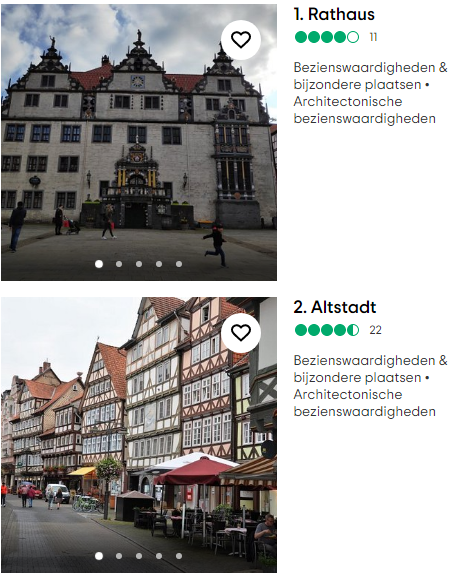 1. Rathaus
11
Bezienswaardigheden &
bijzondere plaatsen •
Architectonische
bezienswaardigheden
2. Altstadt
22
Bezienswaardigheden &
bijzondere plaatsen •
Architectonische
bezienswaardigheden